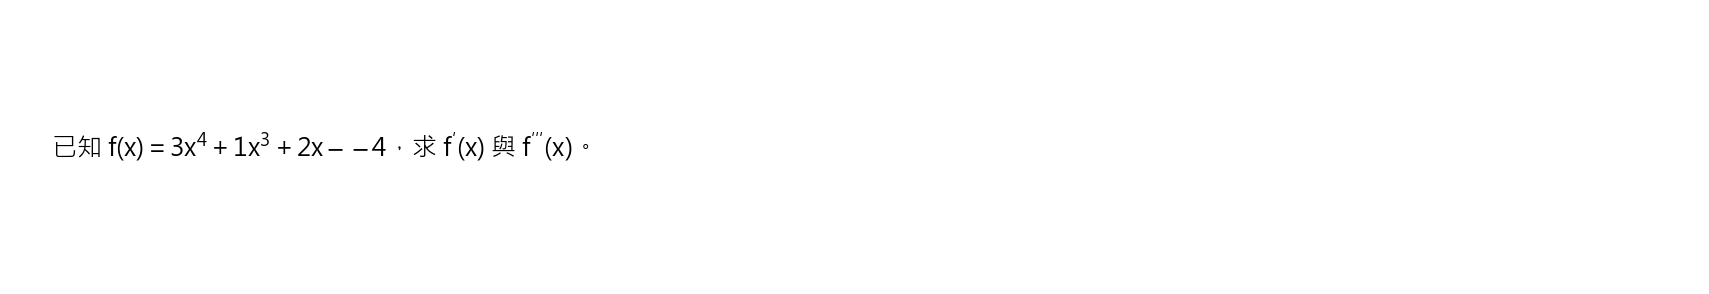 已知 f(x) = 3x⁴ + 1x³ + 2x − −4，求 f′(x) 與 f′′′(x)。